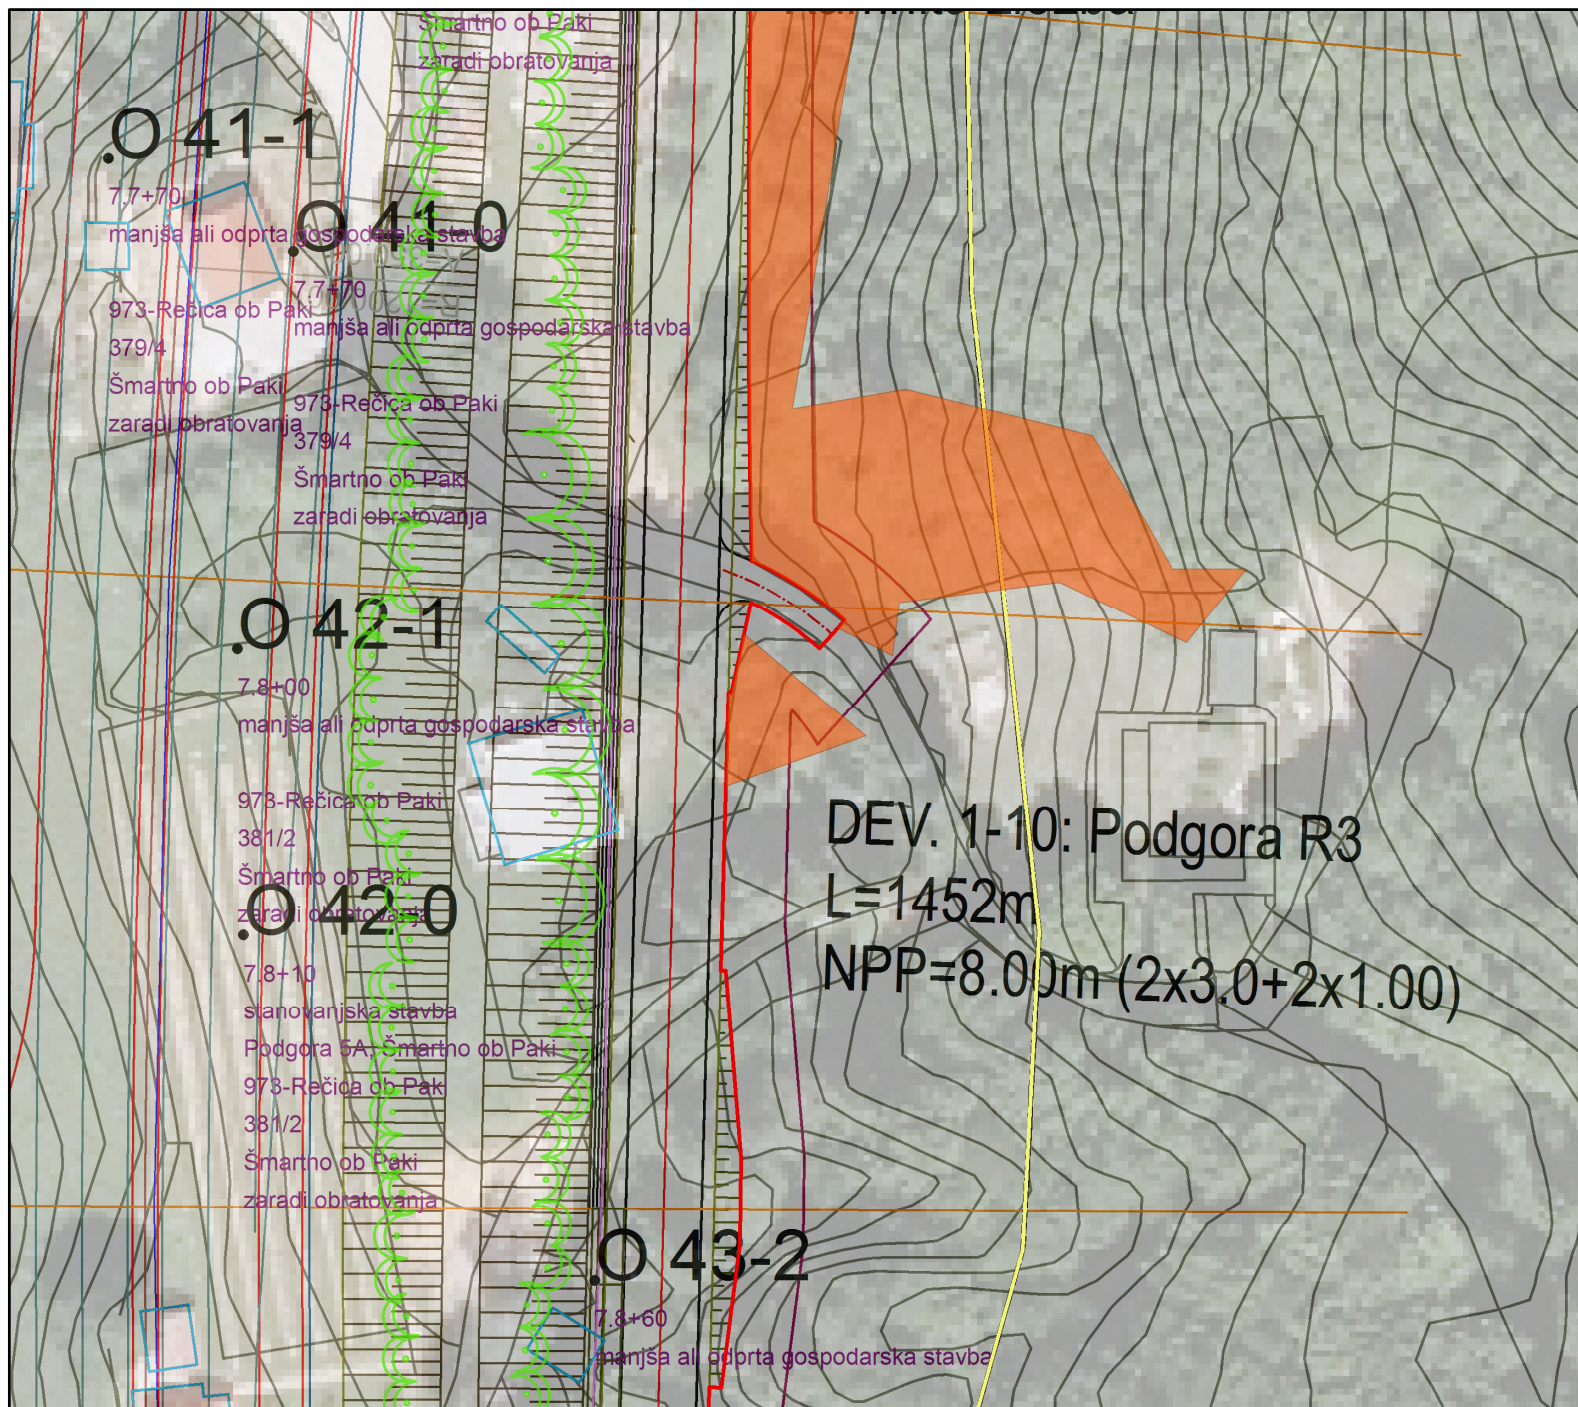 Šmartno ob Paki
zaradi obratovanja
O 41-1
7.7+70
manjša ali odprta gospodarska stavba
973-Rečica ob Paki
379/4
Šmartno ob Paki
zaradi obratovanja
O 41-0
7.7+70
manjša ali odprta gospodarska stavba
973-Rečica ob Paki
379/4
Šmartno ob Paki
zaradi obratovanja
O 42-1
7.8+00
manjša ali odprta gospodarska stavba
973-Rečica ob Paki
381/2
Šmartno ob Paki
zaradi obratovanja
O 42-0
7.8+10
stanovanjska stavba
Podgora 5A, Šmartno ob Paki
973-Rečica ob Paki
381/2
Šmartno ob Paki
zaradi obratovanja
DEV. 1-10: Podgora R3
L=1452m
NPP=8.00m (2x3.0+2x1.00)
O 43-2
7.8+60
manjša ali odprta gospodarska stavba